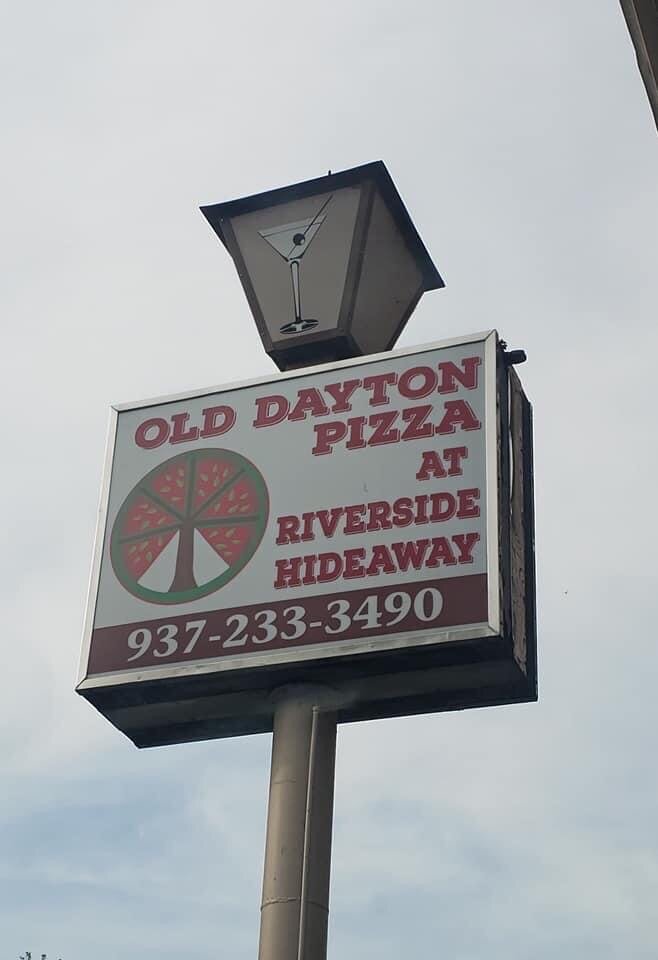 OLD DAYTON
PIZZA
AT
RIVERSIDE
HIDEAWAY
937-233-3490